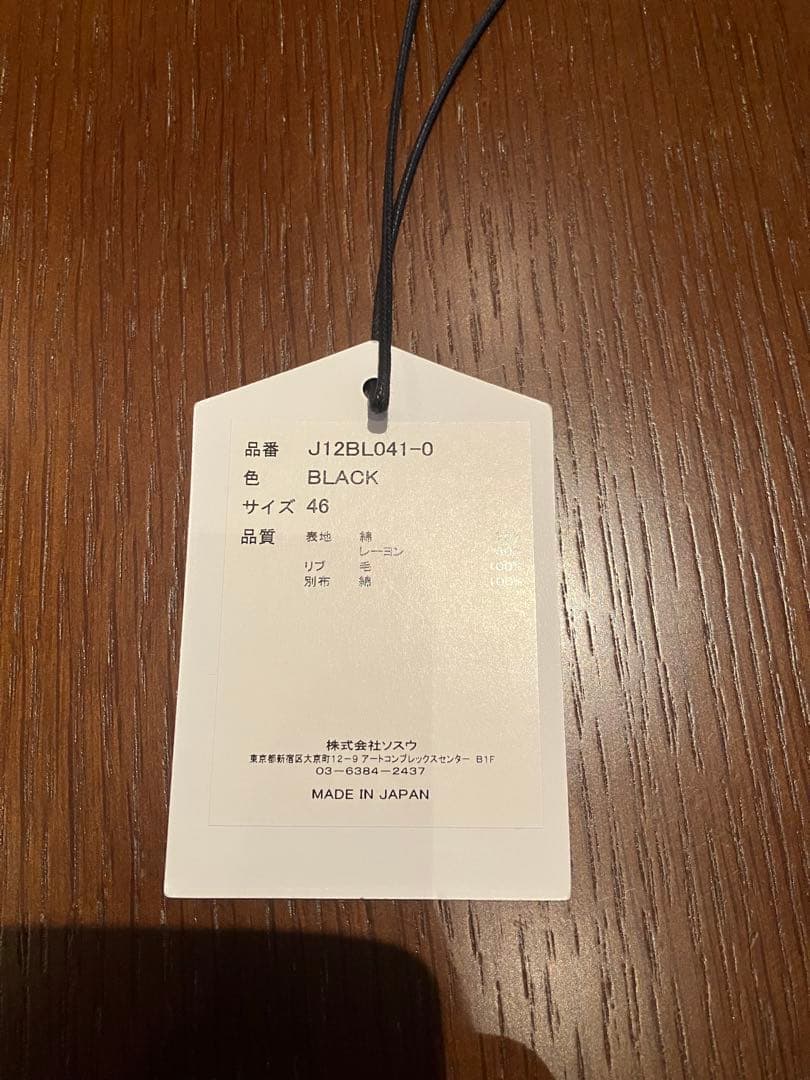 品番 J12BL041-0
色 BLACK
サイズ 46
品質 表地 綿
レーヨン
リブ 毛 100%
別布 綿 100%
株式会社ソスウ
東京都新宿区大京町12-9 アートコンプレックスセンター B1F
03-6384-2437
MADE IN JAPAN